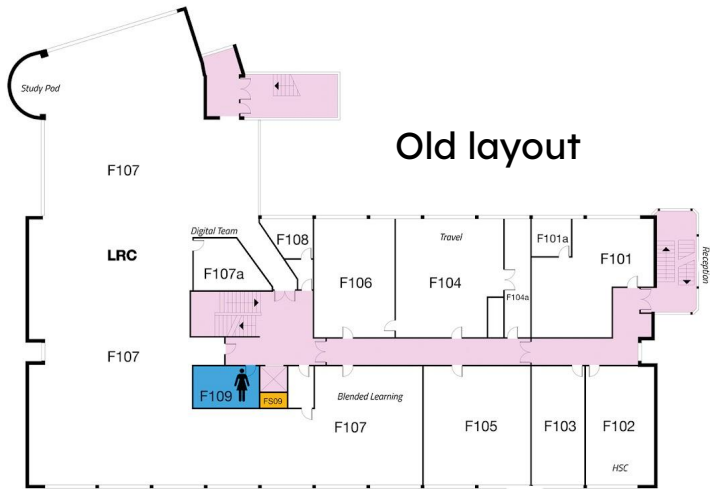 Study Pod
Old layout
F107
Digital Team
F108
Travel
F101a
F101
Reception
LRC
F107a
F106
F104
F104a
F107
F109
FS09
Blended Learning
F107
F105
F103
F102
HSC